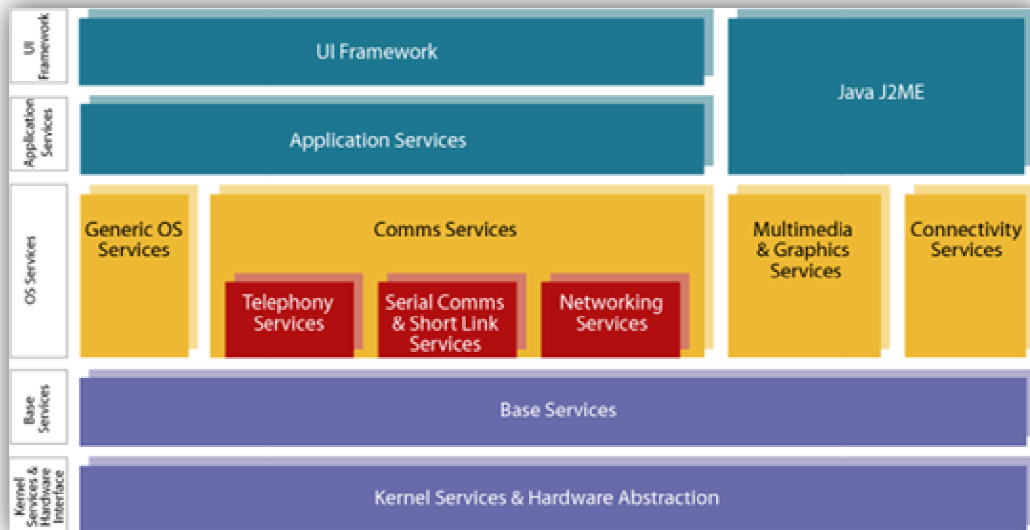 UI
Framework
UI Framework
Java J2ME
Application
Services
Application Services
OS Services
Generic OS
Services
Comms Services
Telephony
Services
Serial Comms
& Short Link
Services
Networking
Services
Multimedia
& Graphics
Services
Connectivity
Services
Base
Services
Base Services
Kernel
Services &
Hardware
Interface
Kernel Services & Hardware Abstraction